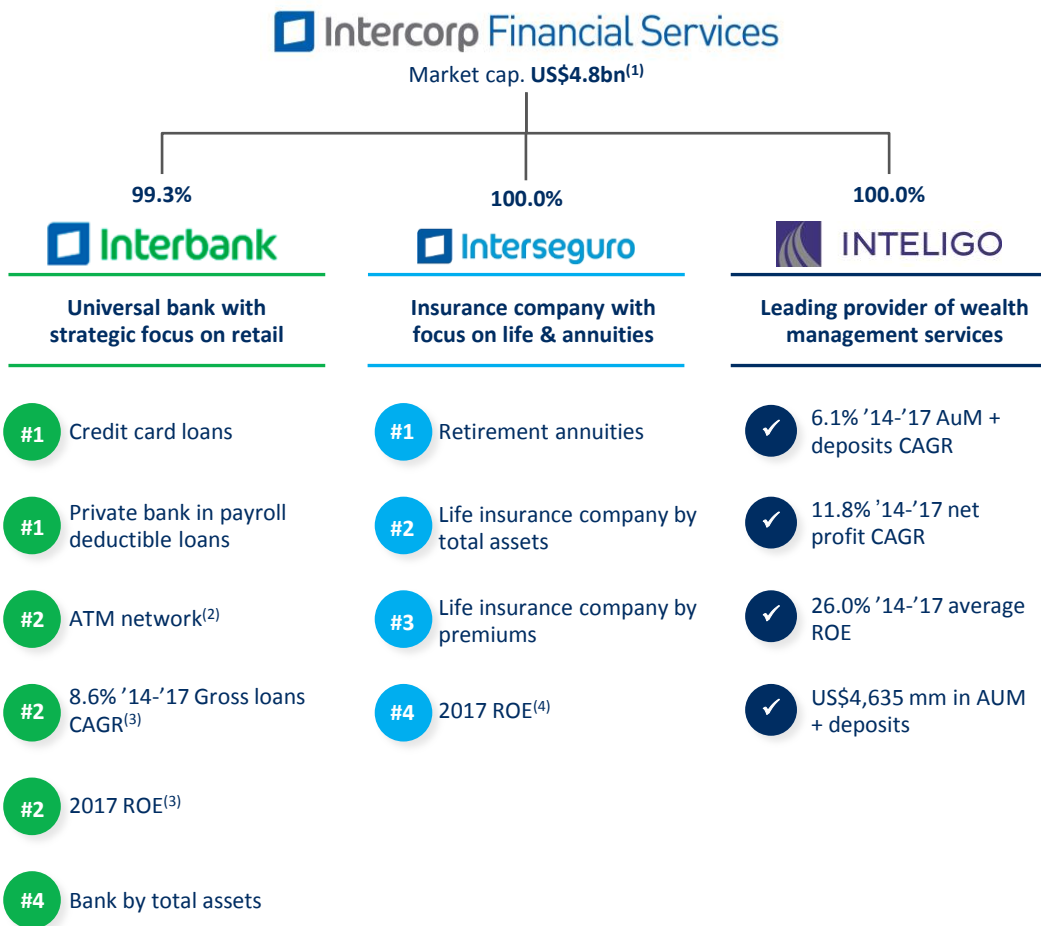 Intercorp Financial Services
Market cap. US$4.8bn(1)
99.3%
Interbank
Universal bank with
strategic focus on retail
#1 Credit card loans
#1 Private bank in payroll
deductible loans
#2 ATM network(2)
#2 8.6% ’14-’17 Gross loans
CAGR(3)
#2 2017 ROE(3)
#4 Bank by total assets
100.0%
Interseguro
Insurance company with
focus on life & annuities
#1 Retirement annuities
#2 Life insurance company by
total assets
#3 Life insurance company by
premiums
#4 2017 ROE(4)
100.0%
INTELIGO
Leading provider of wealth
management services
✓ 6.1% ’14-’17 AuM +
deposits CAGR
✓ 11.8% ’14-’17 net
profit CAGR
✓ 26.0% ’14-’17 average
ROE
✓ US$4,635 mm in AUM
+ deposits